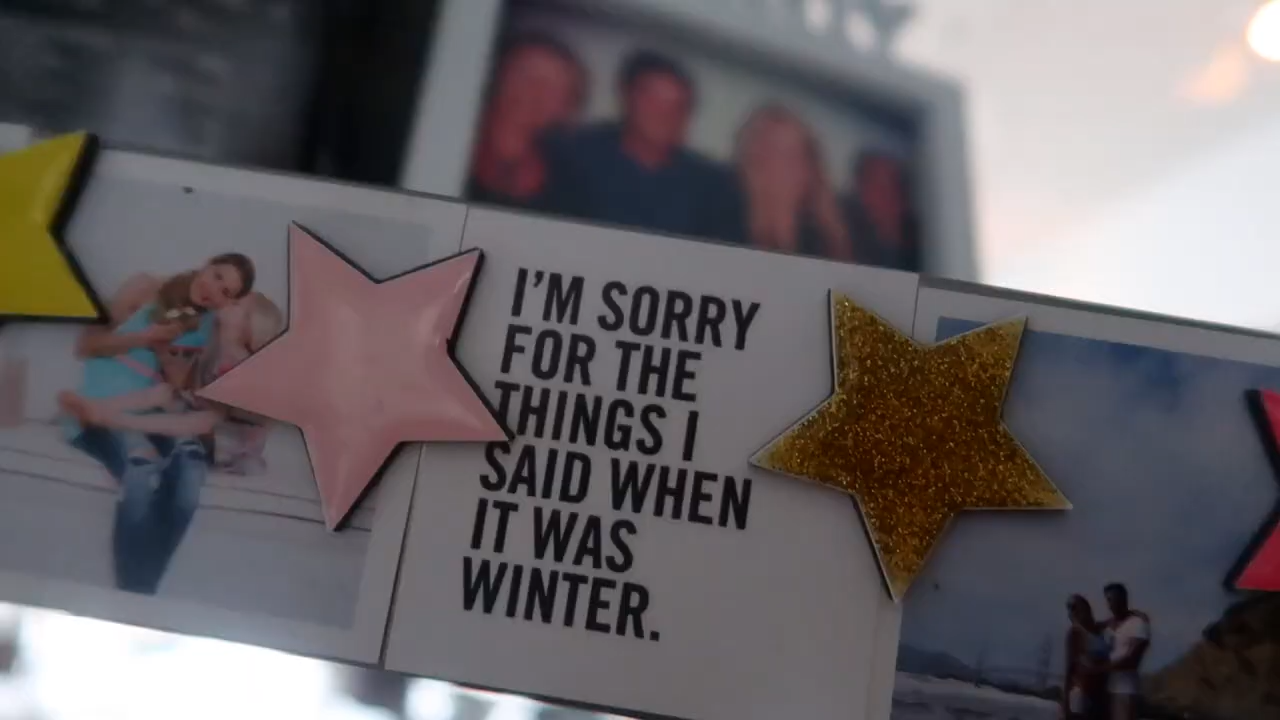 I'M SORRY
FOR THE
THINGS I
SAID WHEN
IT WAS
WINTER.